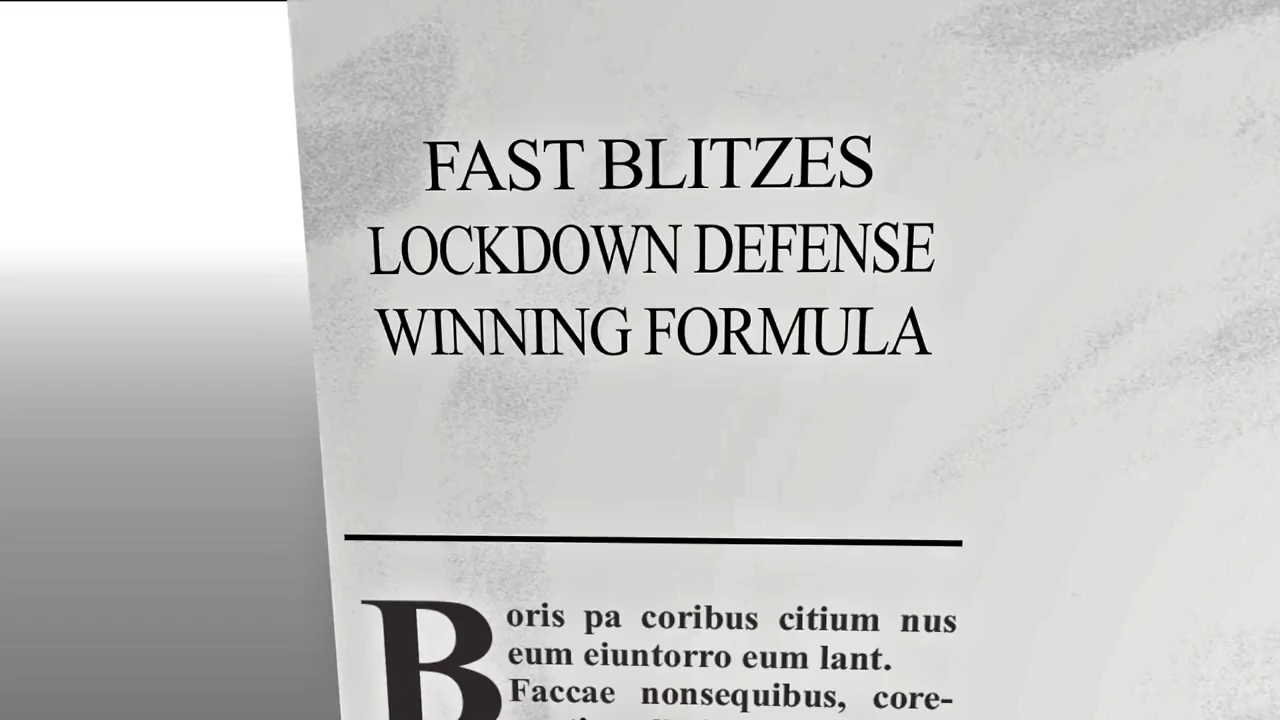 FAST BLITZES
LOCKDOWN DEFENSE
WINNING FORMULA
Boris pa coribus citium nus
eum eiuntorro eum lant.
Faccae nonsequibus, core-